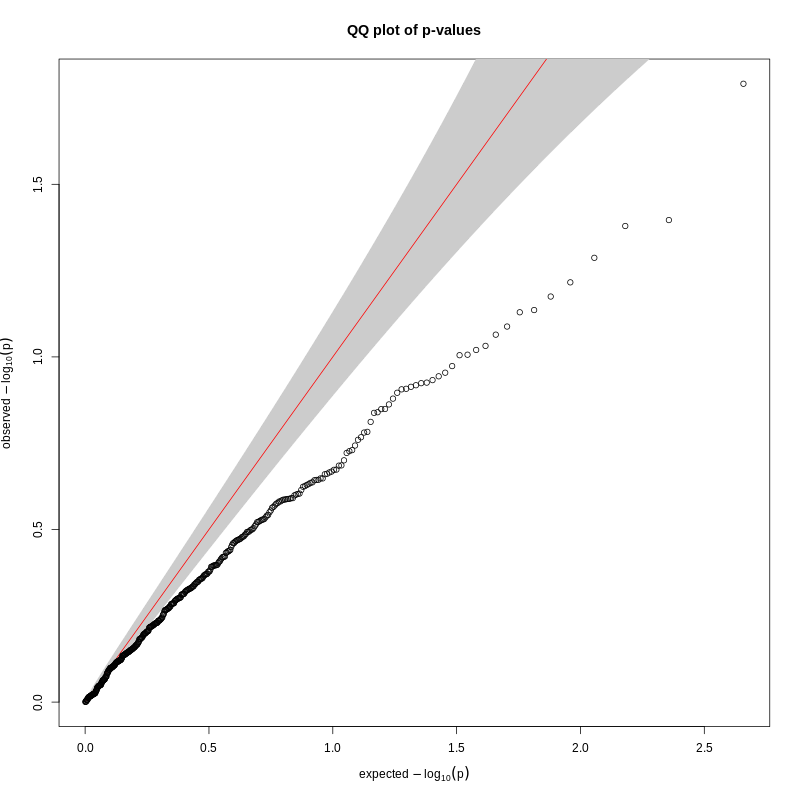 QQ plot of p-values
observed − log10(p)
1.5
1.0
0.5
0.0
0.0 0.5 1.0 1.5 2.0 2.5
expected − log10(p)